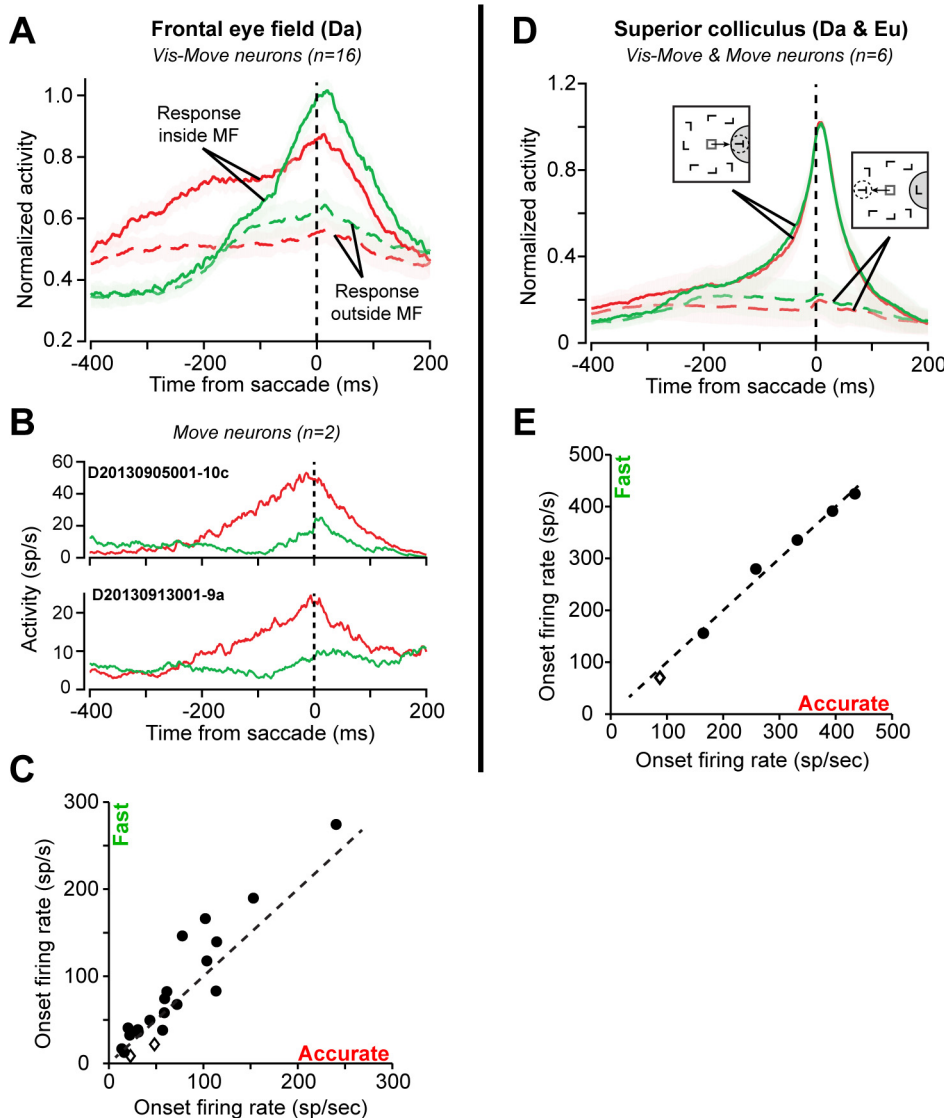 A
Frontal eye field (Da)
Vis-Move neurons (n=16)
Normalized activity
1.0
0.8
0.6
0.4
0.2
Response
inside MF
Response
outside MF
-400
-200
0
200
Time from saccade (ms)
B
Move neurons (n=2)
Activity (sp/s)
D20130905001-10c
60
40
20
0
D20130913001-9a
20
10
0
-400
-200
0
200
Time from saccade (ms)
C
Fast
Onset firing rate (sp/s)
300
200
100
0
Accurate
0
100
200
300
Onset firing rate (sp/sec)
D
Superior colliculus (Da & Eu)
Vis-Move & Move neurons (n=6)
Normalized activity
1.2
0.8
0.4
0
-400
-200
0
200
Time from saccade (ms)
E
Fast
Onset firing rate (sp/s)
500
400
300
200
100
0
Accurate
0
100
200
300
400
500
Onset firing rate (sp/sec)